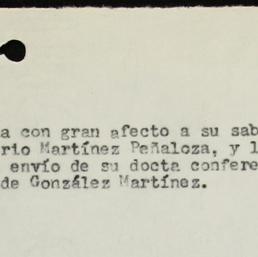 a con gran afecto a su sab
rio Martínez Peñaloza, y l
envío de su docta confere
de González Martínez.